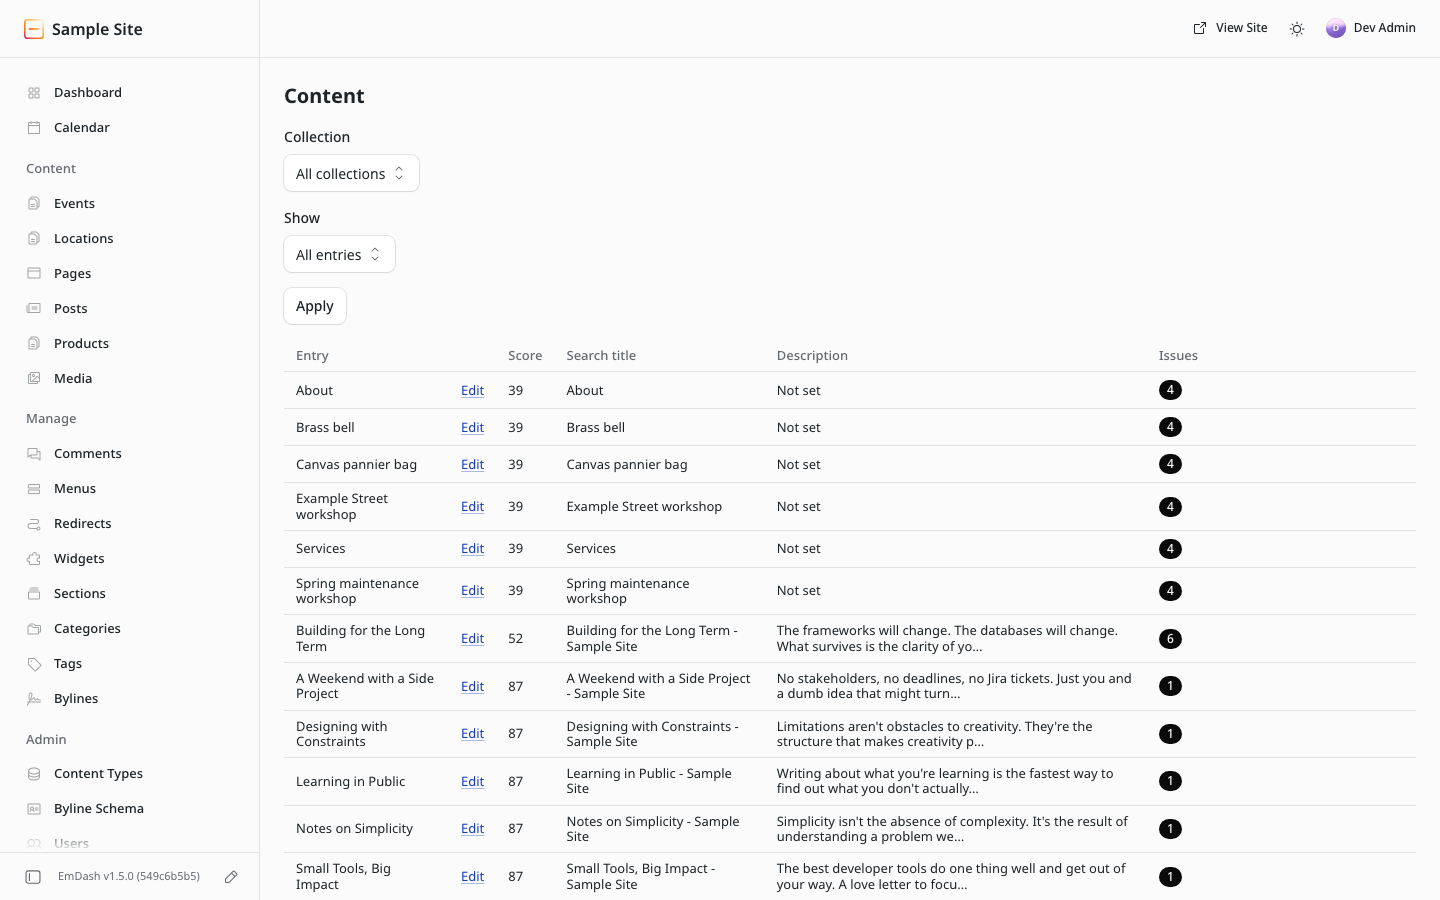 Sample Site
View Site
Dev Admin
Dashboard
Calendar
Content
Events
Locations
Pages
Posts
Products
Media
Manage
Comments
Menus
Redirects
Widgets
Sections
Categories
Tags
Bylines
Admin
Content Types
Byline Schema
Users
EmDash v1.5.0 (549c6b5b5)
Content
Collection
All collections
Show
All entries
Apply
Entry Score Search title Description Issues
About Edit 39 About Not set 4
Brass bell Edit 39 Brass bell Not set 4
Canvas pannier bag Edit 39 Canvas pannier bag Not set 4
Example Street
workshop
Edit 39 Example Street workshop Not set 4
Services Edit 39 Services Not set 4
Spring maintenance
workshop
Edit 39
Spring maintenance
workshop
Not set 4
Building for the Long
Term
Edit 52
Building for the Long Term -
Sample Site
The frameworks will change. The databases will change.
What survives is the clarity of yo...
6
A Weekend with a Side
Project
Edit 87
A Weekend with a Side Project
- Sample Site
No stakeholders, no deadlines, no Jira tickets. Just you and
a dumb idea that might turn...
1
Designing with
Constraints
Edit 87
Designing with Constraints -
Sample Site
Limitations aren't obstacles to creativity. They're the
structure that makes creativity p...
1
Learning in Public Edit 87
Learning in Public - Sample
Site
Writing about what you're learning is the fastest way to
find out what you don't actually...
1
Notes on Simplicity Edit 87
Notes on Simplicity - Sample
Site
Simplicity isn't the absence of complexity. It's the result of
understanding a problem we...
1
Small Tools, Big
Impact
Edit 87
Small Tools, Big Impact -
Sample Site
The best developer tools do one thing well and get out of
your way. A love letter to focu...
1